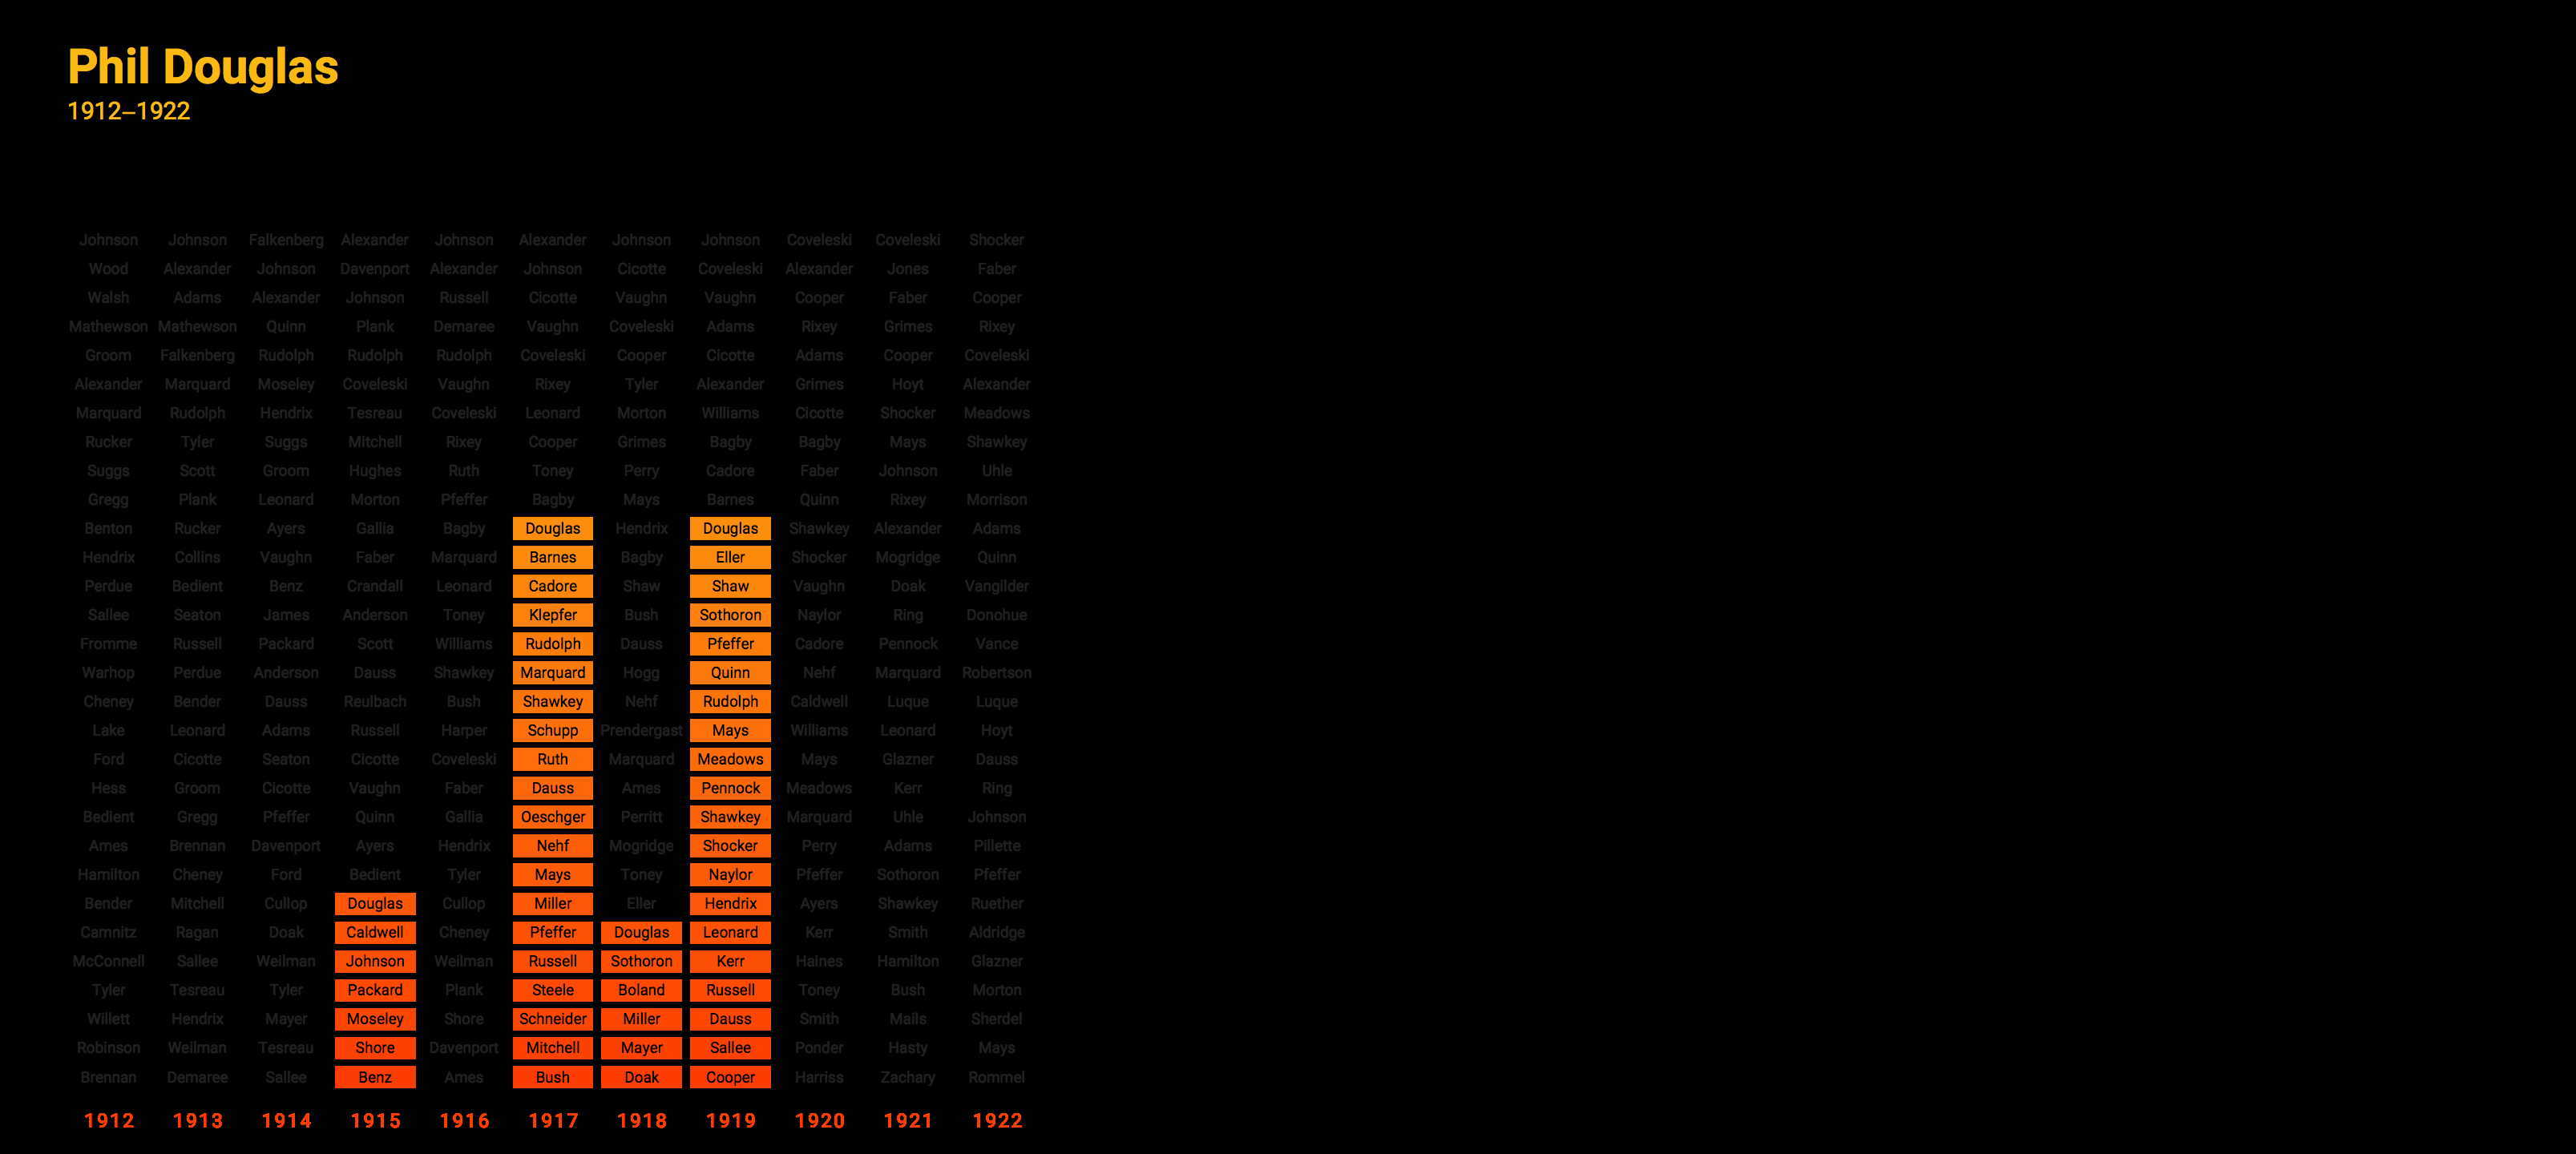 Phil Douglas
1912–1922
Johnson Johnson Falkenberg Alexander Johnson Alexander Johnson Johnson Coveleski Coveleski Shocker
Wood Alexander Johnson Davenport Alexander Johnson Cicotte Coveleski Alexander Jones Faber
Walsh Adams Alexander Johnson Russell Cicotte Vaughn Vaughn Cooper Faber Cooper
Mathewson Mathewson Quinn Plank Demaree Vaughn Coveleski Adams Rixey Grimes Rixey
Groom Falkenberg Rudolph Rudolph Rudolph Coveleski Cooper Cicotte Adams Cooper Coveleski
Alexander Marquard Moseley Coveleski Vaughn Rixey Tyler Alexander Grimes Hoyt Alexander
Marquard Rudolph Hendrix Tesreau Coveleski Leonard Morton Williams Cicotte Shocker Meadows
Rucker Tyler Suggs Mitchell Rixey Cooper Grimes Bagby Bagby Mays Shawkey
Suggs Scott Groom Hughes Ruth Toney Perry Cadore Faber Johnson Uhle
Gregg Plank Leonard Morton Pfeffer Bagby Mays Barnes Quinn Rixey Morrison
Benton Rucker Ayers Gallia Bagby Douglas Hendrix Douglas Shawkey Alexander Adams
Hendrix Collins Vaughn Faber Marquard Barnes Bagby Eller Shocker Mogridge Quinn
Perdue Bedient Benz Crandall Leonard Cadore Shaw Shaw Vaughn Doak Vangilder
Sallee Seaton James Anderson Toney Klepfer Bush Sothoron Naylor Ring Donohue
Fromme Russell Packard Scott Williams Rudolph Dauss Pfeffer Cadore Pennock Vance
Warhop Perdue Anderson Dauss Shawkey Marquard Hogg Quinn Nehf Marquard Robertson
Cheney Bender Dauss Reulbach Bush Shawkey Nehf Rudolph Caldwell Luque Luque
Lake Leonard Adams Russell Harper Schupp Prendergast Mays Williams Leonard Hoyt
Ford Cicotte Seaton Cicotte Coveleski Ruth Marquard Meadows Mays Glazner Dauss
Hess Groom Cicotte Vaughn Faber Dauss Ames Pennock Meadows Kerr Ring
Bedient Gregg Pfeffer Quinn Gallia Oeschger Perritt Shawkey Marquard Uhle Johnson
Ames Brennan Davenport Ayers Hendrix Nehf Mogridge Shocker Perry Adams Pillette
Hamilton Cheney Ford Bedient Tyler Mays Toney Naylor Pfeffer Sothoron Pfeffer
Bender Mitchell Cullop Douglas Cullop Miller Eller Hendrix Ayers Shawkey Ruether
Camnitz Ragan Doak Caldwell Cheney Pfeffer Douglas Leonard Kerr Smith Aldridge
McConnell Sallee Weilman Johnson Weilman Russell Sothoron Kerr Haines Hamilton Glazner
Tyler Tesreau Tyler Packard Plank Steele Boland Russell Toney Bush Morton
Willett Hendrix Mayer Moseley Shore Schneider Miller Dauss Smith Mails Sherdel
Robinson Weilman Tesreau Shore Davenport Mitchell Mayer Sallee Ponder Hasty Mays
Brennan Demaree Sallee Benz Ames Bush Doak Cooper Harriss Zachary Rommel
1912 1913 1914 1915 1916 1917 1918 1919 1920 1921 1922